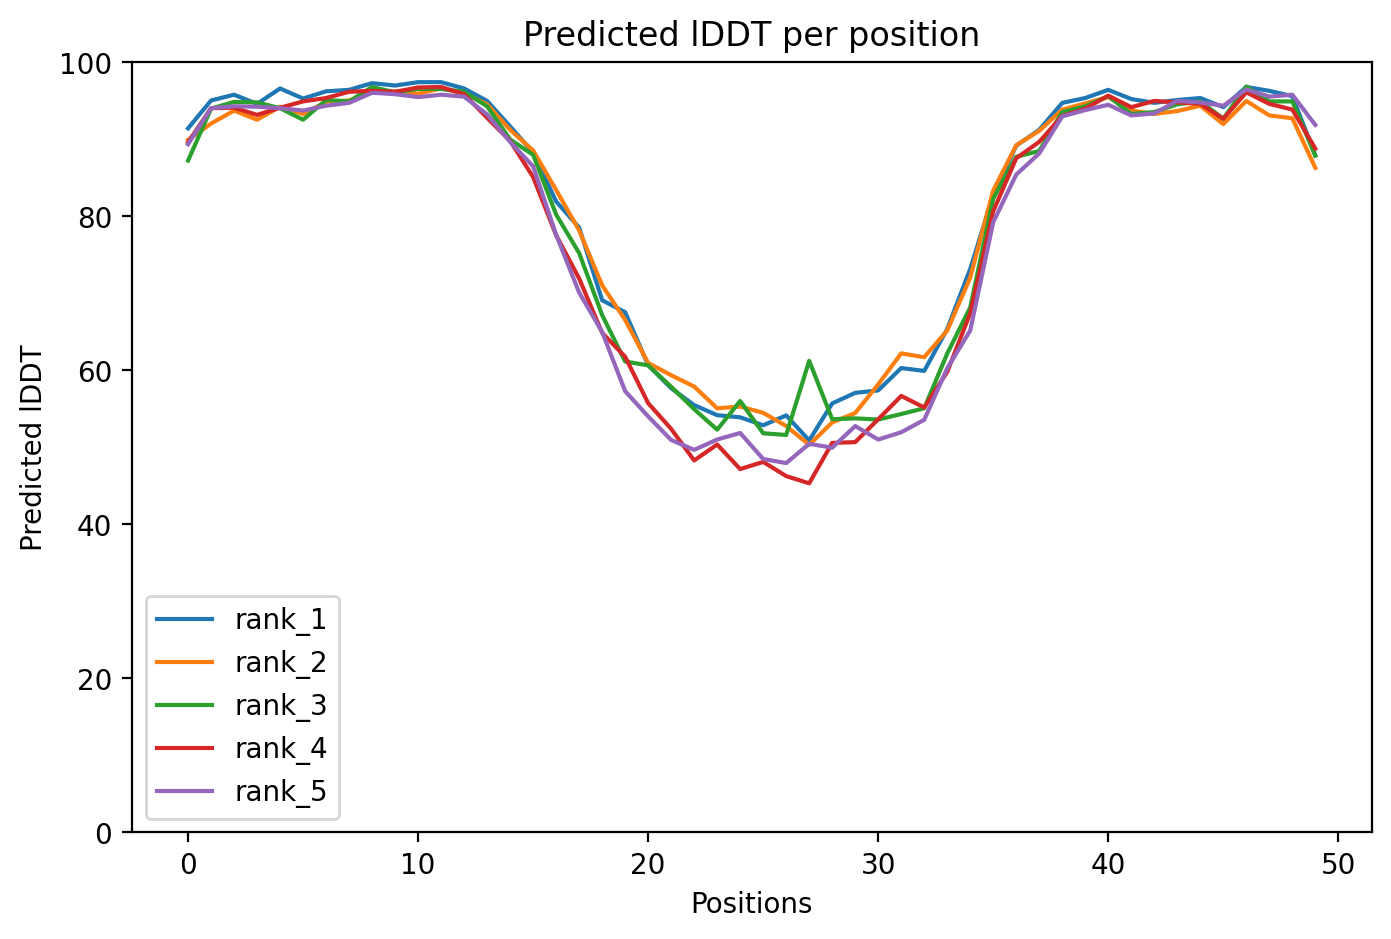 Predicted lDDT per position
100
80
60
40
20
0
Predicted lDDT
rank_1
rank_2
rank_3
rank_4
rank_5
0 10 20 30 40 50
Positions